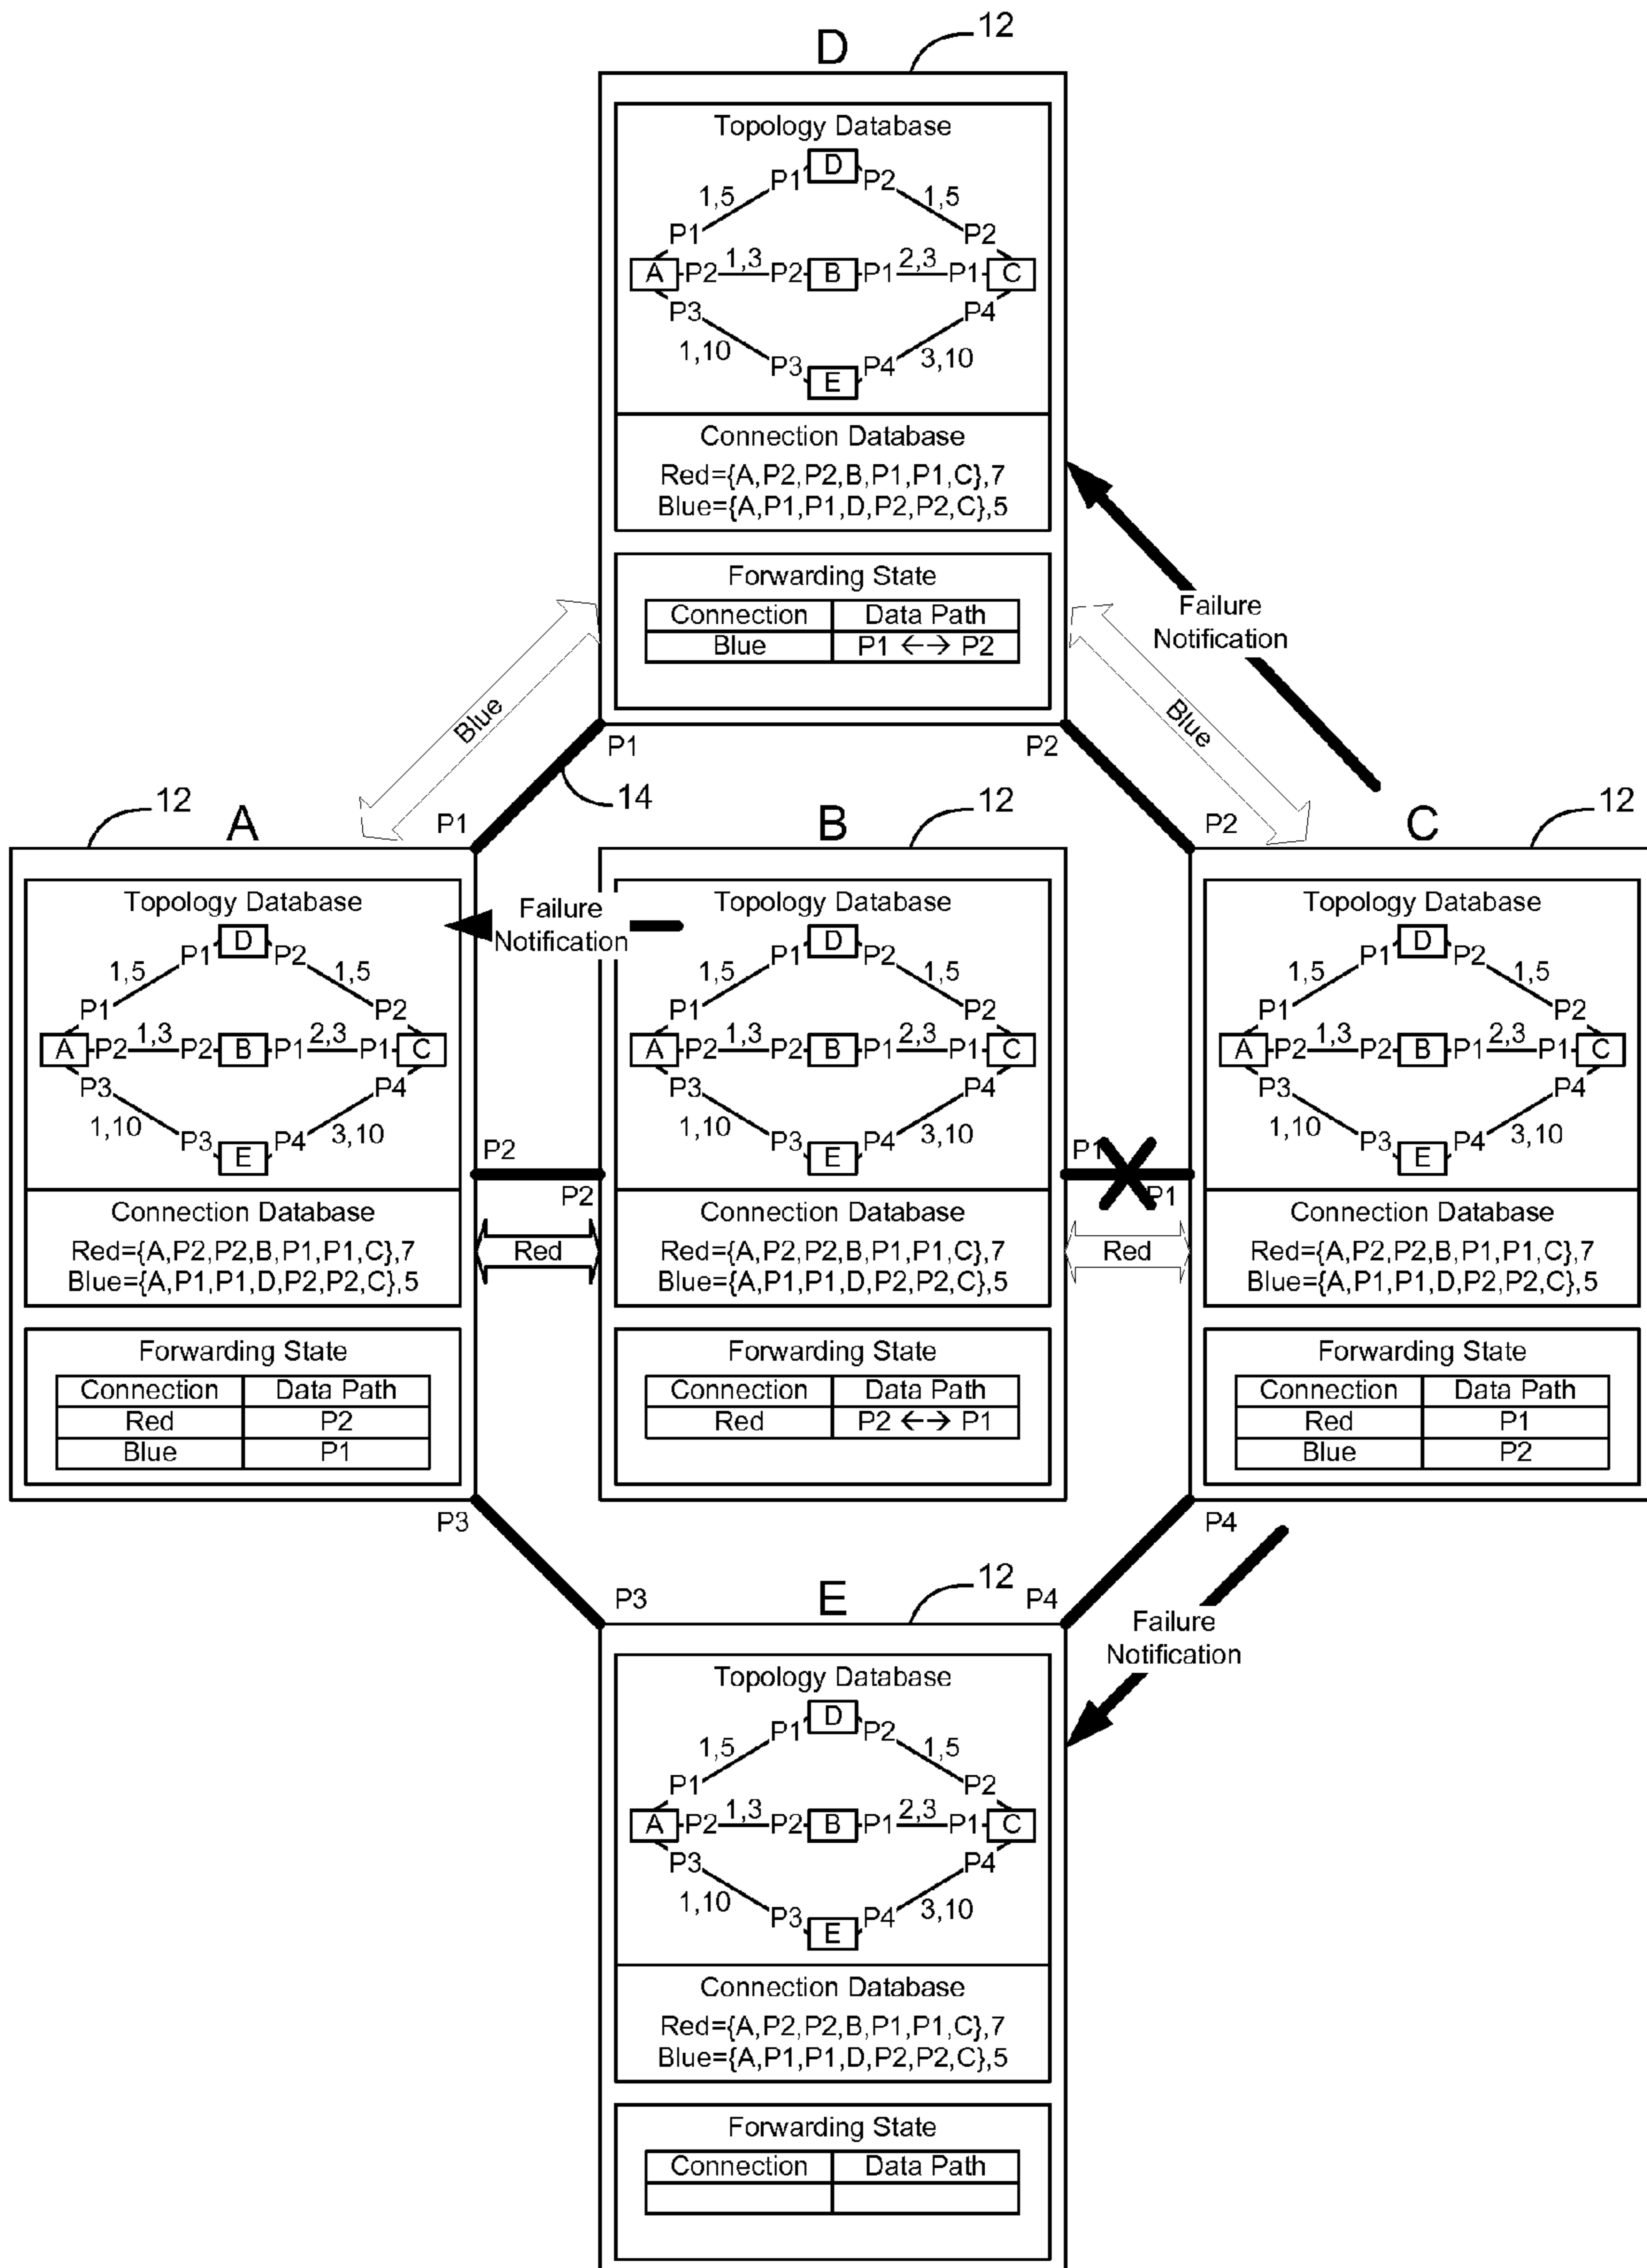 D
12
Topology Database
D
P1 P2
1,5 1,5
P1 P2
A P2 1,3 P2 B P1 2,3 P1 C
P3 P4
1,10 3,10
P3 P4
E
Connection Database
Red={A,P2,P2,B,P1,P1,C},7
Blue={A,P1,P1,D,P2,P2,C},5
Forwarding State
Connection Data Path
Blue P1 ←→ P2
Failure
Notification
Blue
Blue
P1
P2
14
P1
P2
12
A
Topology Database
D
P1 P2
1,5 1,5
P1 P2
A P2 1,3 P2 B P1 2,3 P1 C
P3 P4
1,10 3,10
P3 P4
E
Connection Database
Red={A,P2,P2,B,P1,P1,C},7
Blue={A,P1,P1,D,P2,P2,C},5
Forwarding State
Connection Data Path
Red P2
Blue P1
Failure
Notification
P2
P2
Red
B
12
Topology Database
D
P1 P2
1,5 1,5
P1 P2
A P2 1,3 P2 B P1 2,3 P1 C
P3 P4
1,10 3,10
P3 P4
E
Connection Database
Red={A,P2,P2,B,P1,P1,C},7
Blue={A,P1,P1,D,P2,P2,C},5
Forwarding State
Connection Data Path
Red P2 ←→ P1
P1
P1
Red
C
12
Topology Database
D
P1 P2
1,5 1,5
P1 P2
A P2 1,3 P2 B P1 2,3 P1 C
P3 P4
1,10 3,10
P3 P4
E
Connection Database
Red={A,P2,P2,B,P1,P1,C},7
Blue={A,P1,P1,D,P2,P2,C},5
Forwarding State
Connection Data Path
Red P1
Blue P2
P3
P4
P3
P4
Failure
Notification
E
12
Topology Database
D
P1 P2
1,5 1,5
P1 P2
A P2 1,3 P2 B P1 2,3 P1 C
P3 P4
1,10 3,10
P3 P4
E
Connection Database
Red={A,P2,P2,B,P1,P1,C},7
Blue={A,P1,P1,D,P2,P2,C},5
Forwarding State
Connection Data Path